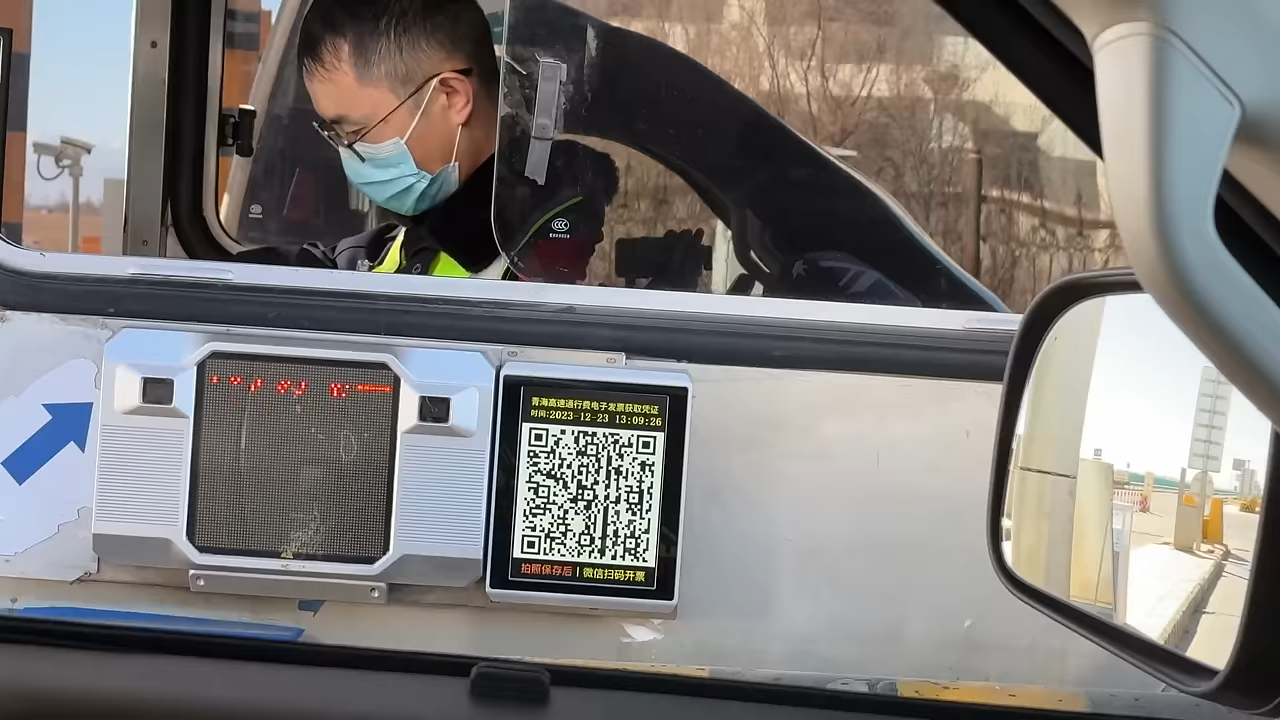 青海高速通行费电子发票获取凭证
时间:2023-12-23 13:09:26
拍照保存后 | 微信扫码开票